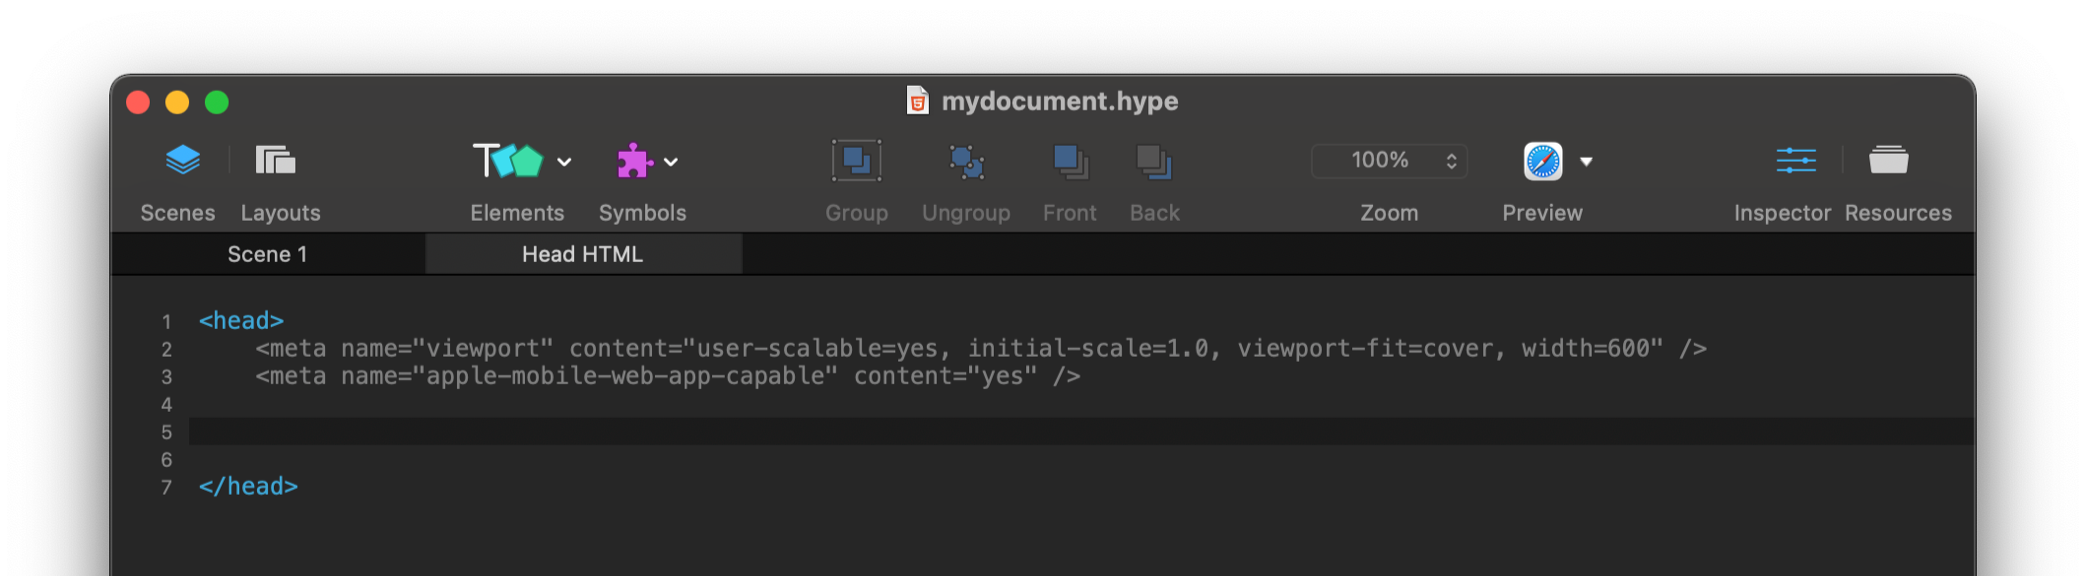 mydocument.hype
100%
Scenes Layouts Elements Symbols Group Ungroup Front Back Zoom Preview Inspector Resources
Scene 1 Head HTML
1 <head>
2 <meta name="viewport" content="user-scalable=yes, initial-scale=1.0, viewport-fit=cover, width=600" />
3 <meta name="apple-mobile-web-app-capable" content="yes" />
4
5
6
7 </head>